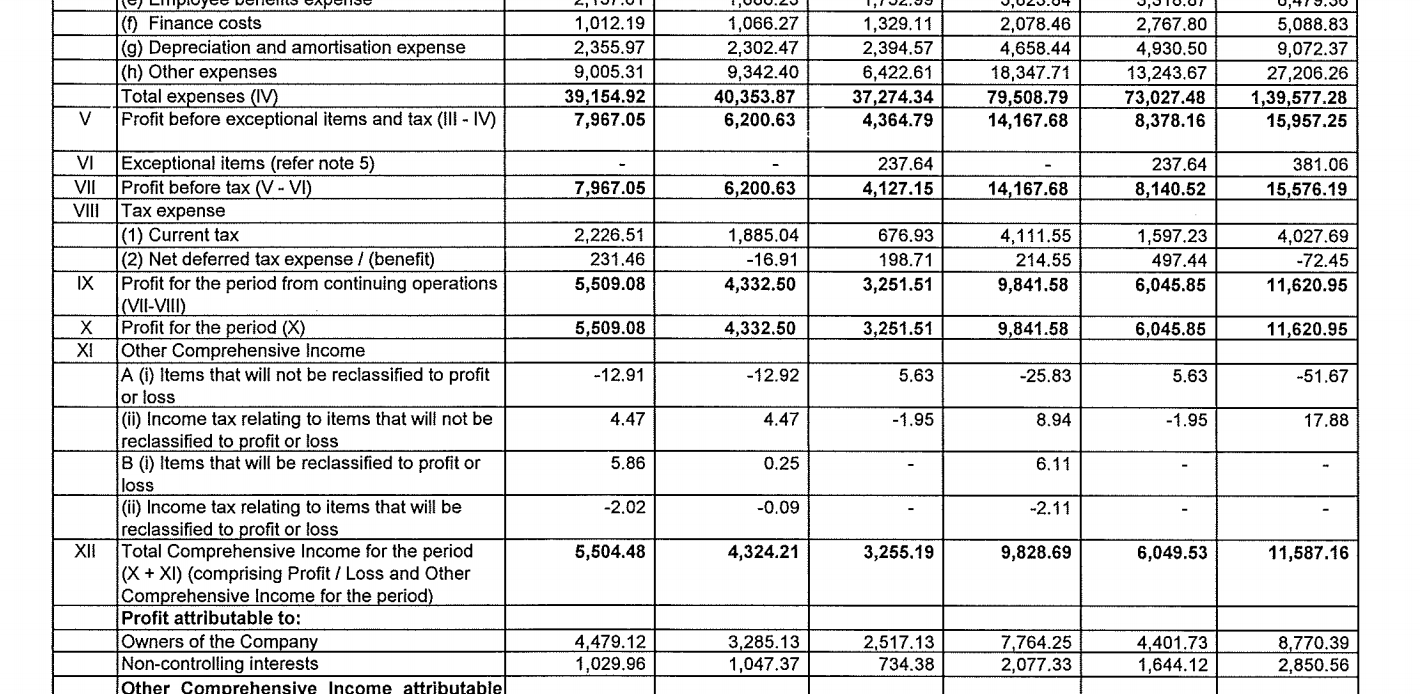 (e) Employee benefits expense
(f) Finance costs 1,012.19 1,066.27 1,329.11 2,078.46 2,767.80 5,088.83
(g) Depreciation and amortisation expense 2,355.97 2,302.47 2,394.57 4,658.44 4,930.50 9,072.37
(h) Other expenses 9,005.31 9,342.40 6,422.61 18,347.71 13,243.67 27,206.26
Total expenses (IV) 39,154.92 40,353.87 37,274.34 79,508.79 73,027.48 1,39,577.28
V Profit before exceptional items and tax (III - IV) 7,967.05 6,200.63 4,364.79 14,167.68 8,378.16 15,957.25
VI Exceptional items (refer note 5) - - 237.64 - 237.64 381.06
VII Profit before tax (V - VI) 7,967.05 6,200.63 4,127.15 14,167.68 8,140.52 15,576.19
VIII Tax expense
(1) Current tax 2,226.51 1,885.04 676.93 4,111.55 1,597.23 4,027.69
(2) Net deferred tax expense / (benefit) 231.46 -16.91 198.71 214.55 497.44 -72.45
IX Profit for the period from continuing operations 5,509.08 4,332.50 3,251.51 9,841.58 6,045.85 11,620.95
(VII-VIII)
X Profit for the period (X) 5,509.08 4,332.50 3,251.51 9,841.58 6,045.85 11,620.95
XI Other Comprehensive Income
A (i) Items that will not be reclassified to profit -12.91 -12.92 5.63 -25.83 5.63 -51.67
or loss
(ii) Income tax relating to items that will not be 4.47 4.47 -1.95 8.94 -1.95 17.88
reclassified to profit or loss
B (i) Items that will be reclassified to profit or 5.86 0.25 - 6.11 - -
loss
(ii) Income tax relating to items that will be -2.02 -0.09 - -2.11 - -
reclassified to profit or loss
XII Total Comprehensive Income for the period 5,504.48 4,324.21 3,255.19 9,828.69 6,049.53 11,587.16
(X + XI) (comprising Profit / Loss and Other
Comprehensive Income for the period)
Profit attributable to:
Owners of the Company 4,479.12 3,285.13 2,517.13 7,764.25 4,401.73 8,770.39
Non-controlling interests 1,029.96 1,047.37 734.38 2,077.33 1,644.12 2,850.56
Other Comprehensive Income attributable